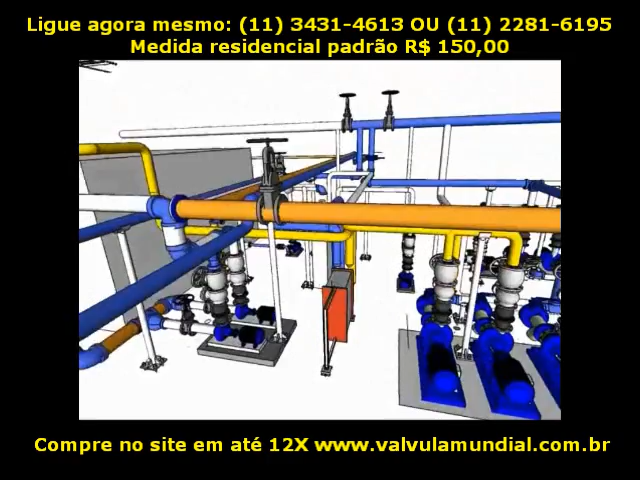 Ligue agora mesmo: (11) 3431-4613 OU (11) 2281-6195
Medida residencial padrão R$ 150,00
Compre no site em até 12X www.valvulamundial.com.br